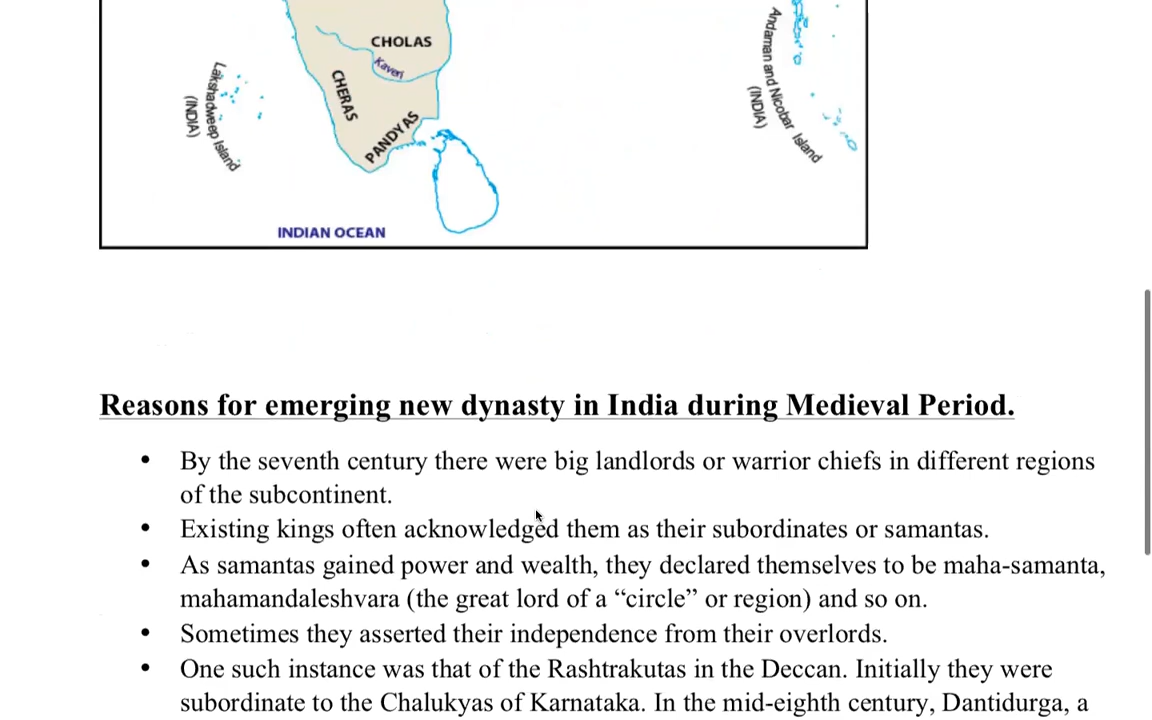 CHOLAS
Kaveri
CHERAS
PANDYAS
Lakshadweep Island
(INDIA)
Andaman and Nicobar Island
(INDIA)
INDIAN OCEAN
Reasons for emerging new dynasty in India during Medieval Period.
• By the seventh century there were big landlords or warrior chiefs in different regions
of the subcontinent.
• Existing kings often acknowledged them as their subordinates or samantas.
• As samantas gained power and wealth, they declared themselves to be maha-samanta,
mahamandaleshvara (the great lord of a “circle” or region) and so on.
• Sometimes they asserted their independence from their overlords.
• One such instance was that of the Rashtrakutas in the Deccan. Initially they were
subordinate to the Chalukyas of Karnataka. In the mid-eighth century, Dantidurga, a